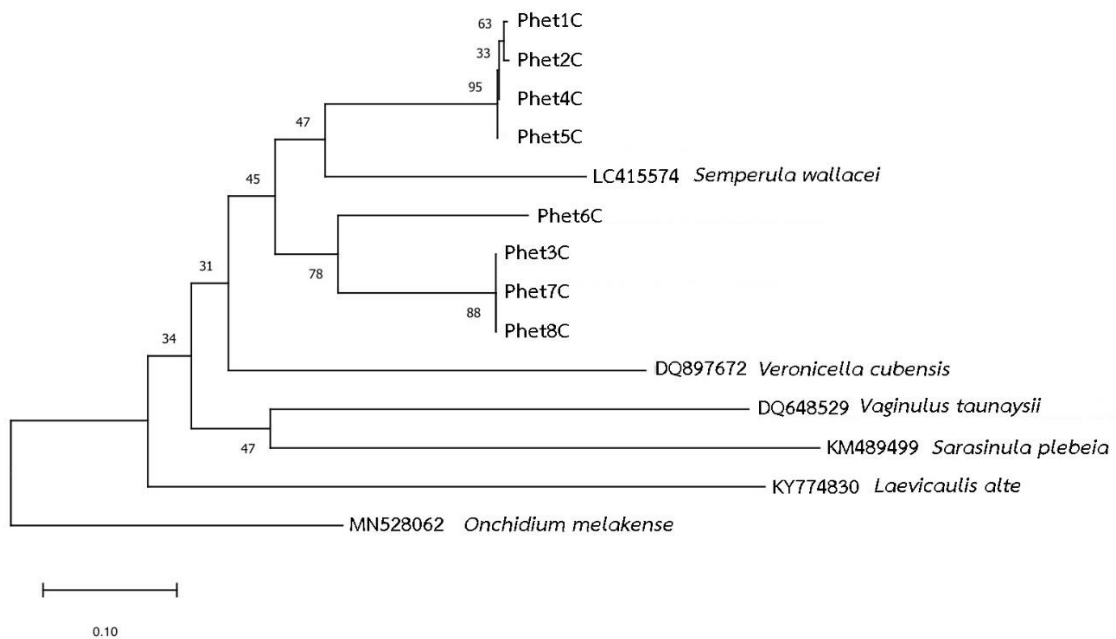 63
Phet1C
33
Phet2C
95
Phet4C
47
Phet5C
45
LC415574 Semperula wallacei
Phet6C
31
Phet3C
78
Phet7C
88
Phet8C
34
DQ897672 Veronicella cubensis
DQ648529 Vaginulus taunaysii
47
KM489499 Sarasinula plebeia
KY774830 Laevicaulis alte
MN528062 Onchidium melakense
0.10